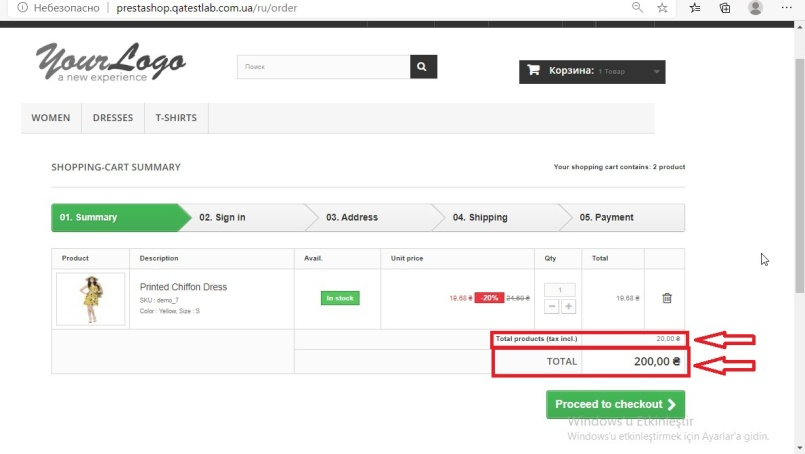 Небезопасно | prestashop.qatestlab.com.ua/ru/order
YourLogo
a new experience
Поиск
Корзина: 1 Товар
WOMEN DRESSES T-SHIRTS
SHOPPING-CART SUMMARY
Your shopping cart contains: 2 product
01. Summary 02. Sign in 03. Address 04. Shipping 05. Payment
Product Description Avail. Unit price Qty Total
Printed Chiffon Dress
SKU : demo_7
Color : Yellow, Size : S
In stock
19,68 ₴ -20% 24,60 ₴
1
19,68 ₴
Total products (tax incl.) 20,00 ₴
TOTAL 200,00 ₴
Proceed to checkout
Windows'u Etkinleştir
Windows'u etkinleştirmek için Ayarlar'a gidin.